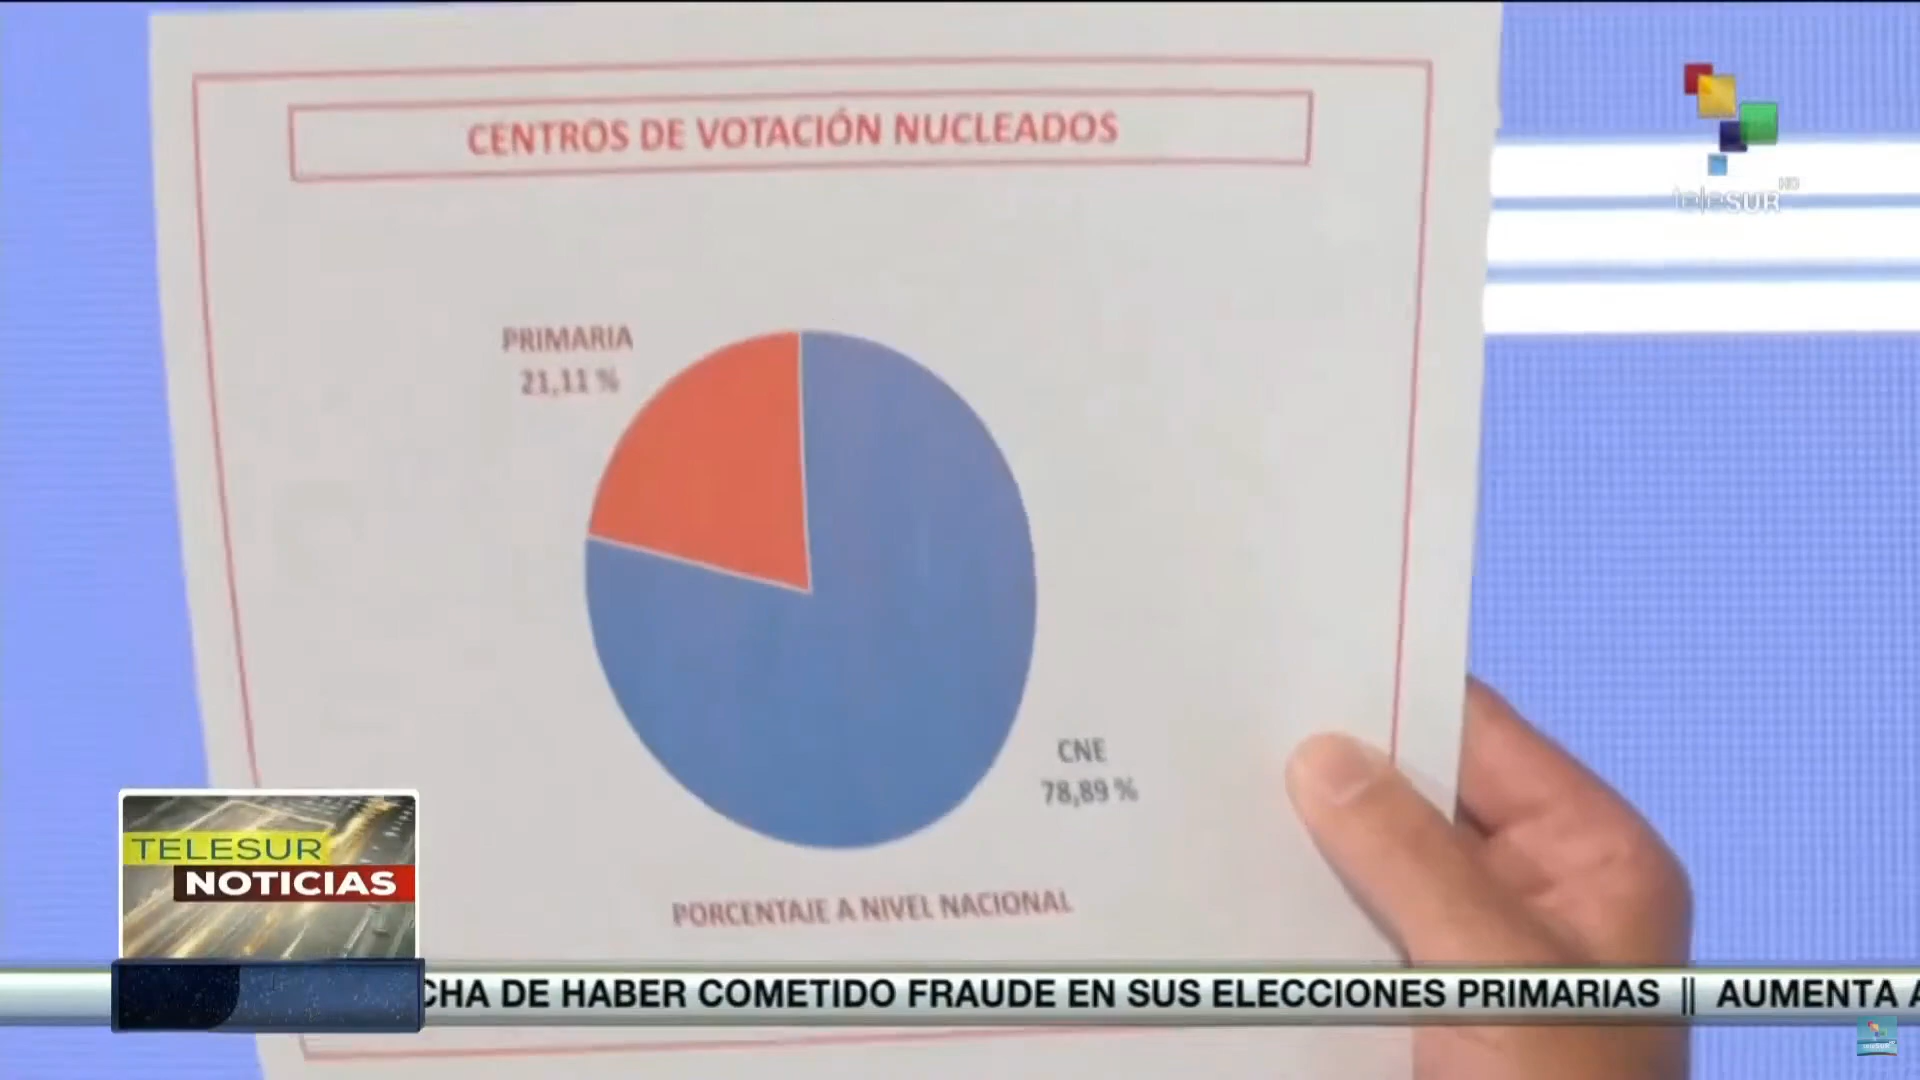 CENTROS DE VOTACIÓN NUCLEADOS
teleSUR HD
PRIMARIA
21,11 %
CNE
78,89 %
PORCENTAJE A NIVEL NACIONAL
TELESUR
NOTICIAS
CHA DE HABER COMETIDO FRAUDE EN SUS ELECCIONES PRIMARIAS || AUMENTA A
teleSUR